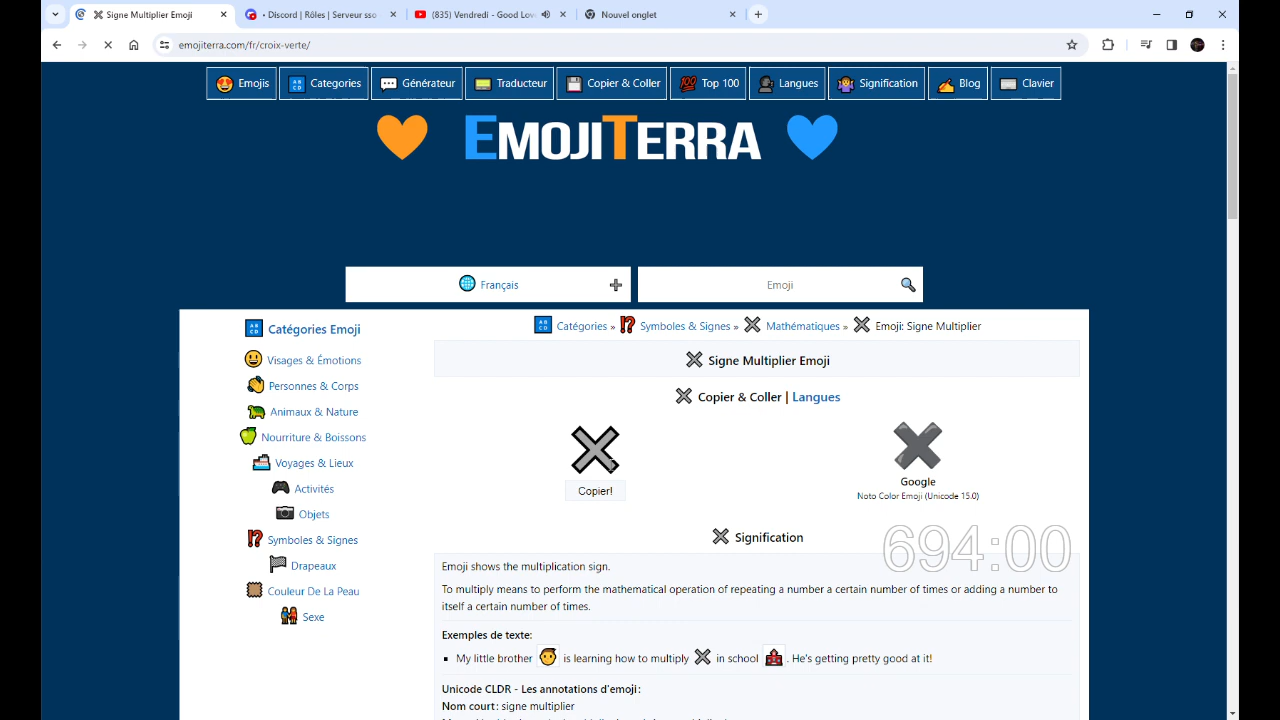 Signe Multiplier Emoji
• Discord | Rôles | Serveur sso
(835) Vendredi - Good Lov
Nouvel onglet
emojiterra.com/fr/croix-verte/
Emojis
Categories
Générateur
Traducteur
Copier & Coller
Top 100
Langues
Signification
Blog
Clavier
EMOJITERRA
Français
Emoji
Catégories Emoji
Visages & Émotions
Personnes & Corps
Animaux & Nature
Nourriture & Boissons
Voyages & Lieux
Activités
Objets
Symboles & Signes
Drapeaux
Couleur De La Peau
Sexe
Catégories » Symboles & Signes » Mathématiques » Emoji: Signe Multiplier
Signe Multiplier Emoji
Copier & Coller | Langues
Copier!
Google
Noto Color Emoji (Unicode 15.0)
Signification
694:00
Emoji shows the multiplication sign.
To multiply means to perform the mathematical operation of repeating a number a certain number of times or adding a number to
itself a certain number of times.
Exemples de texte:
My little brother is learning how to multiply in school . He's getting pretty good at it!
Unicode CLDR - Les annotations d'emoji:
Nom court: signe multiplier